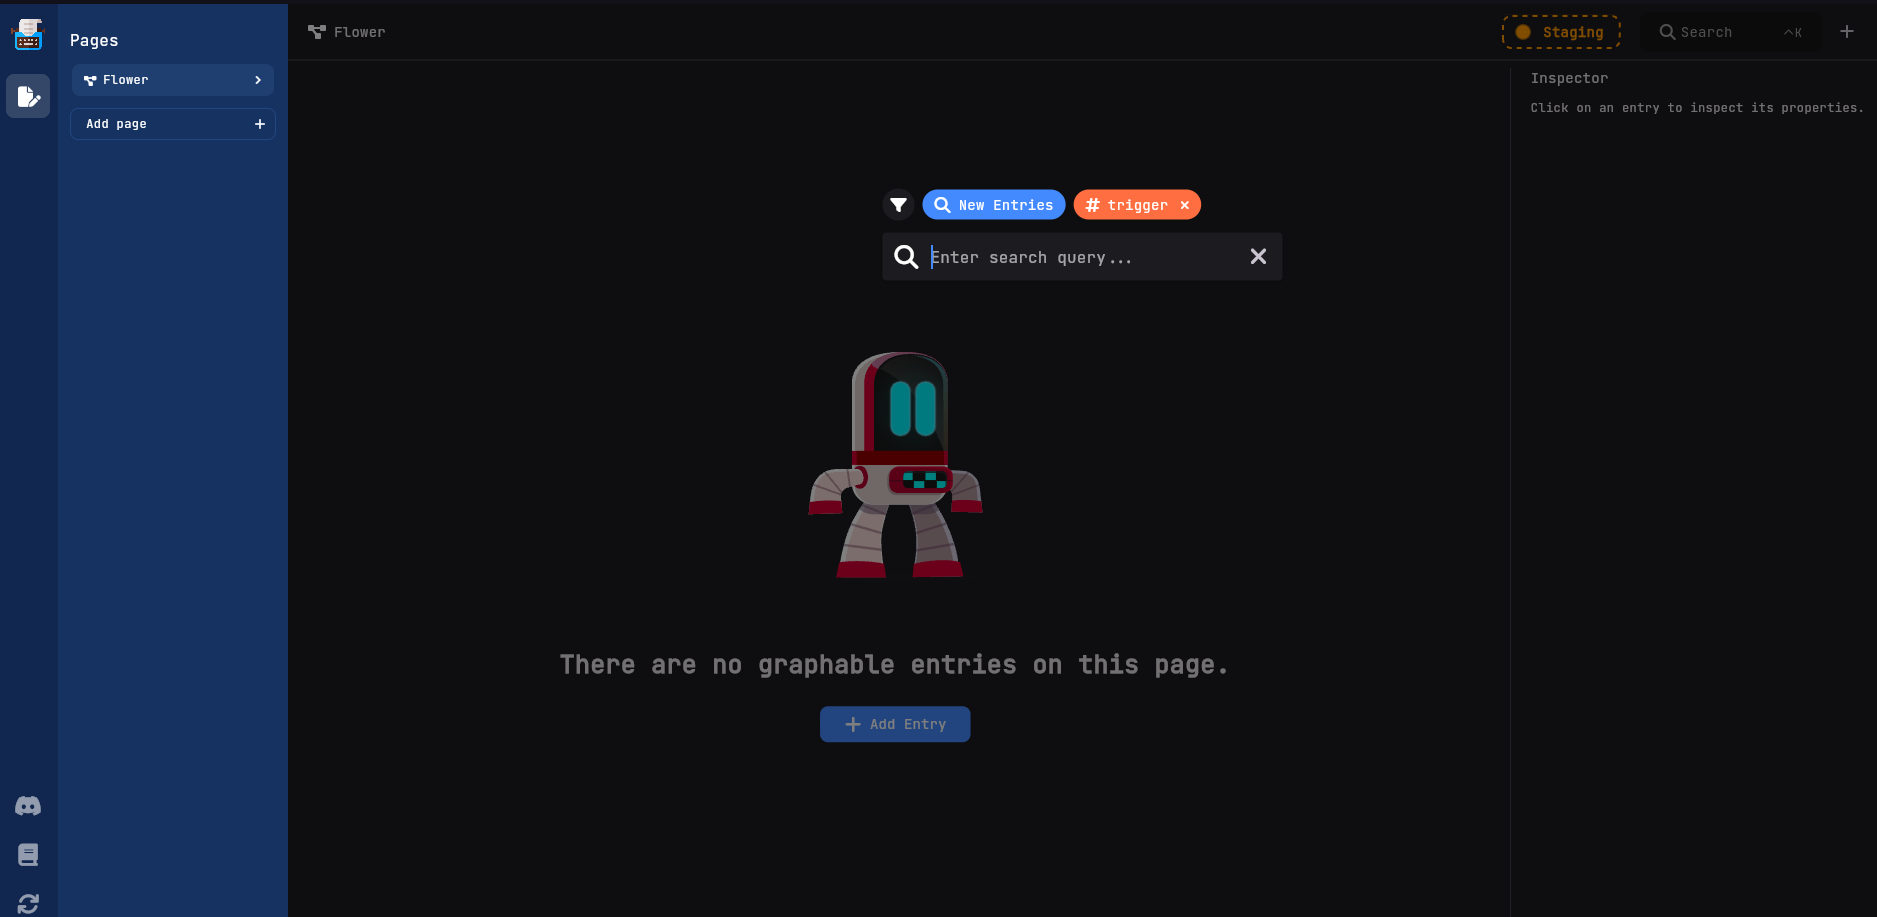 Pages
Flower
Add page
Flower
Staging
Search
^K
Inspector
Click on an entry to inspect its properties.
New Entries
# trigger
Enter search query...
There are no graphable entries on this page.
Add Entry